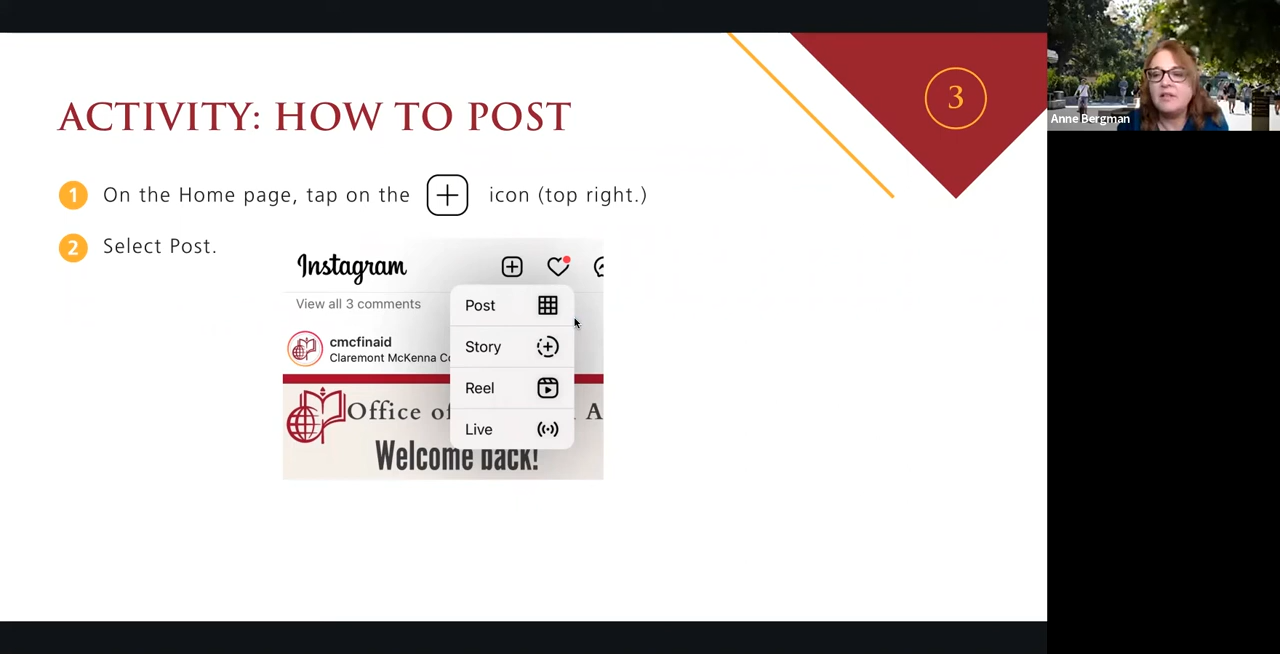 ACTIVITY: HOW TO POST
3
Anne Bergman
1 On the Home page, tap on the icon (top right.)
2 Select Post.
Instagram
View all 3 comments
Post
cmcfinaid
Story
Claremont McKenna Co
Reel
Office of A
Live
Welcome back!